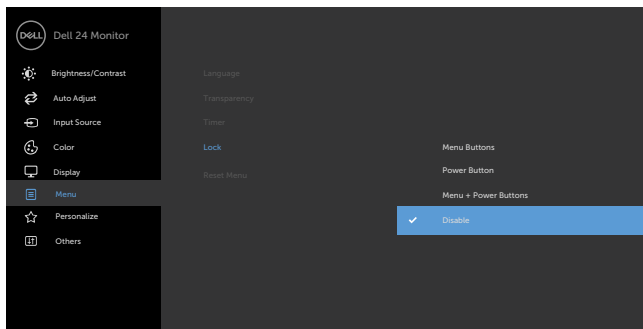 DELL Dell 24 Monitor
Brightness/Contrast
Auto Adjust
Input Source
Color
Display
Menu
Personalize
Others
Language
Transparency
Timer
Lock
Reset Menu
Menu Buttons
Power Button
Menu + Power Buttons
Disable